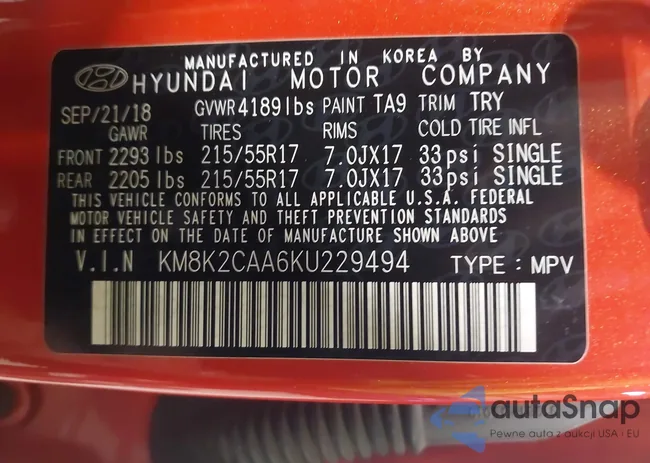 MANUFACTURED IN KOREA BY
HYUNDAI MOTOR COMPANY
SEP/21/18 GVWR 4189lbs PAINT TA9 TRIM TRY
GAWR TIRES RIMS COLD TIRE INFL
FRONT 2293 lbs 215/55R17 7.0JX17 33psi SINGLE
REAR 2205 lbs 215/55R17 7.0JX17 33psi SINGLE
THIS VEHICLE CONFORMS TO ALL APPLICABLE U.S.A. FEDERAL
MOTOR VEHICLE SAFETY AND THEFT PREVENTION STANDARDS
IN EFFECT ON THE DATE OF MANUFACTURE SHOWN ABOVE
V.I.N KM8K2CAA6KU229494 TYPE : MPV
autaSnap
Pewne auta z aukcji USA i EU